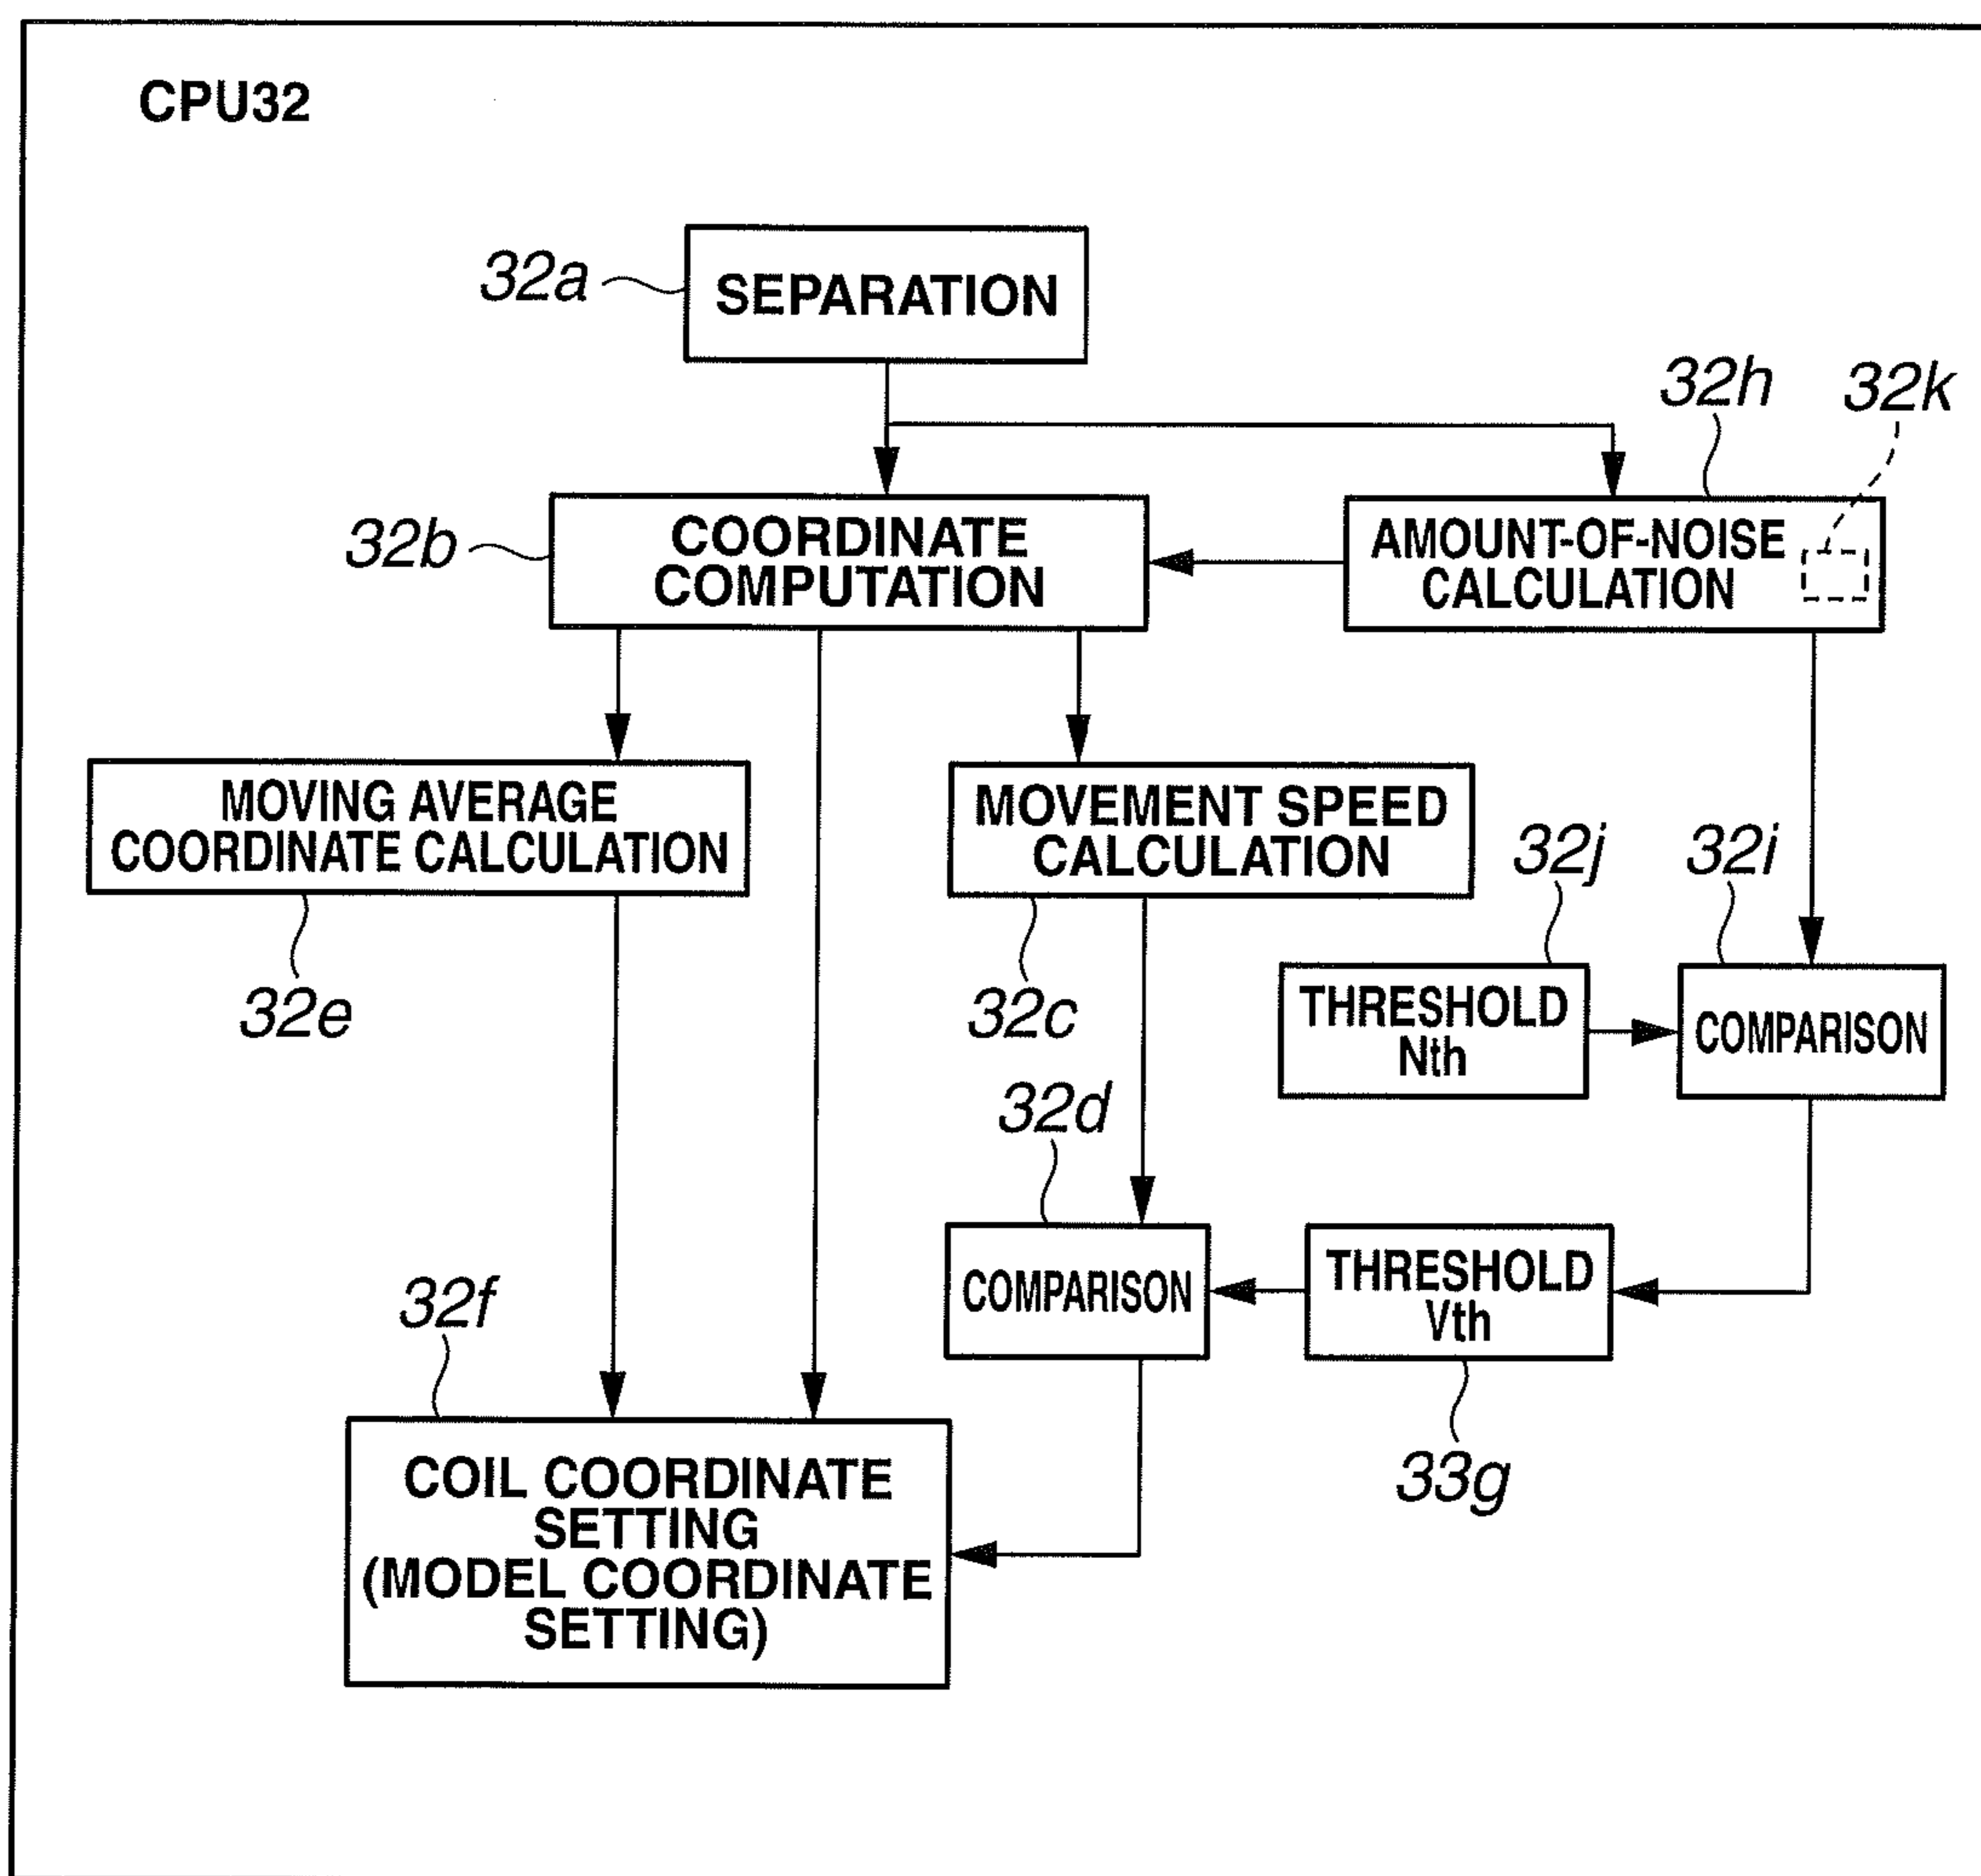 CPU32
32a
SEPARATION
32h
32k
32b
COORDINATE
COMPUTATION
AMOUNT-OF-NOISE
CALCULATION
MOVING AVERAGE
COORDINATE CALCULATION
32e
MOVEMENT SPEED
CALCULATION
32c
32j
32i
THRESHOLD
Nth
COMPARISON
32d
COMPARISON
THRESHOLD
Vth
33g
32f
COIL COORDINATE
SETTING
(MODEL COORDINATE
SETTING)